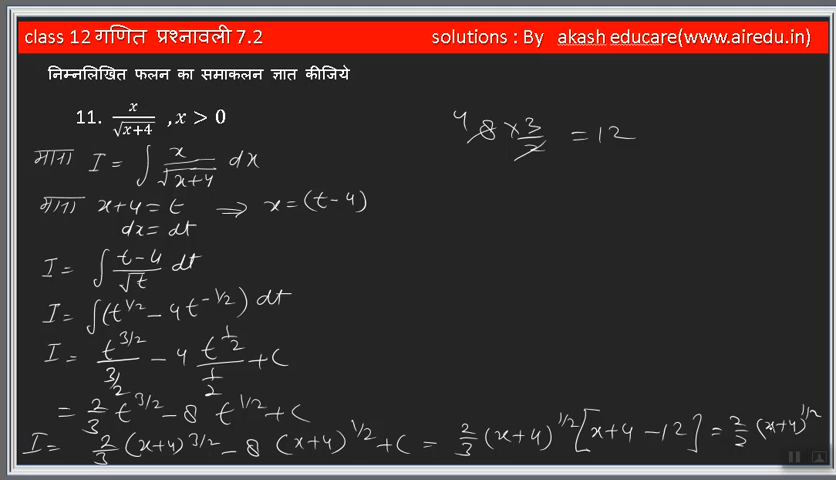 class 12 गणित प्रश्नावली 7.2
solutions : By akash educare(www.airedu.in)
निम्नलिखित फलन का समाकलन ज्ञात कीजिये
11. x/√(x+4) , x > 0
4 8 × 3/2 = 12
माना I = ∫ x/√(x+4) dx
माना x+4 = t ⇒ x = (t-4)
dx = dt
I = ∫ (t-4)/√t dt
I = ∫(t^1/2 - 4t^-1/2) dt
I = t^3/2/(3/2) - 4 t^1/2/(1/2) + C
= 2/3 t^3/2 - 8 t^1/2 + C
I = 2/3 (x+4)^3/2 - 8 (x+4)^1/2 + C = 2/3 (x+4)^1/2 [x+4-12] = 2/3 (x+4)^1/2